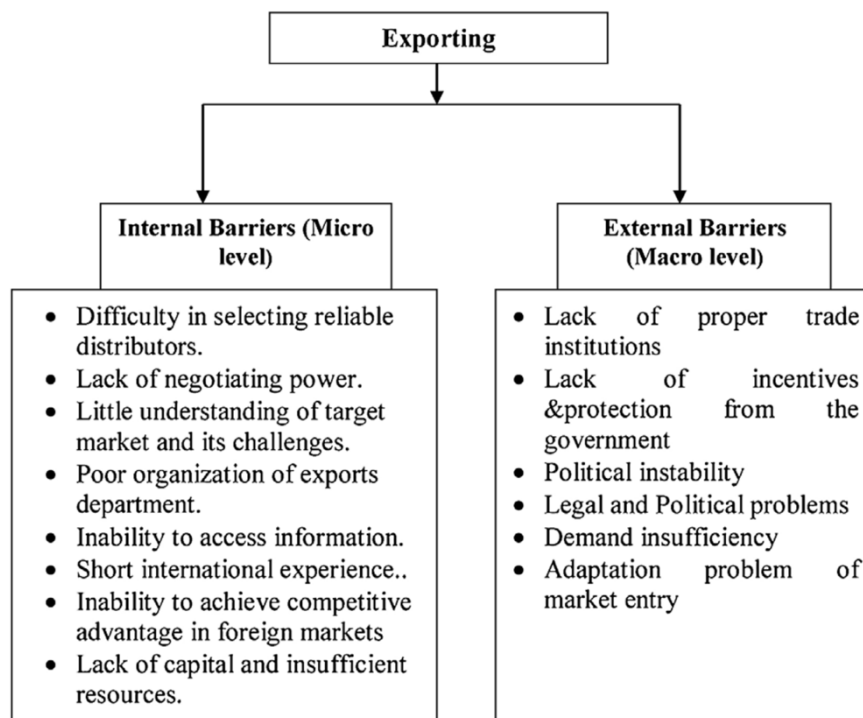 Exporting
Internal Barriers (Micro
level)
• Difficulty in selecting reliable
distributors.
• Lack of negotiating power.
• Little understanding of target
market and its challenges.
• Poor organization of exports
department.
• Inability to access information.
• Short international experience..
• Inability to achieve competitive
advantage in foreign markets
• Lack of capital and insufficient
resources.
External Barriers
(Macro level)
• Lack of proper trade
institutions
• Lack of incentives
&protection from the
government
• Political instability
• Legal and Political problems
• Demand insufficiency
• Adaptation problem of
market entry